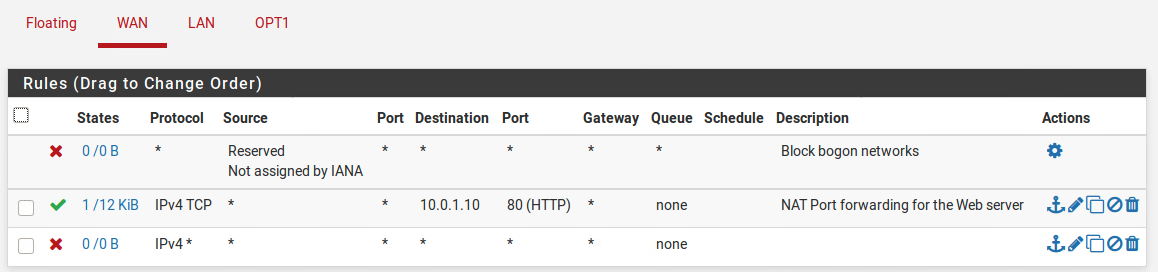 Floating WAN LAN OPT1
Rules (Drag to Change Order)
States Protocol Source Port Destination Port Gateway Queue Schedule Description Actions
0 /0 B * Reserved * * * * * Block bogon networks
Not assigned by IANA
1 /12 KiB IPv4 TCP * * 10.0.1.10 80 (HTTP) * none NAT Port forwarding for the Web server
0 /0 B IPv4 * * * * * * none